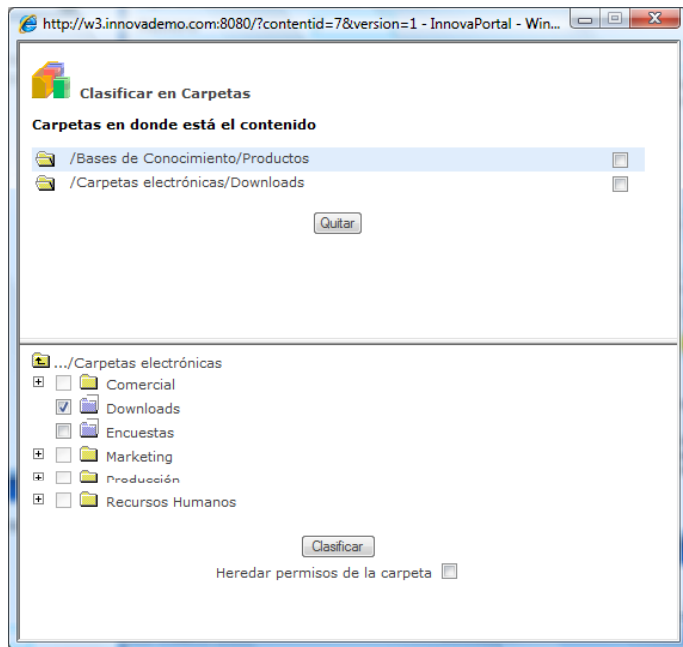 http://w3.innovademo.com:8080/?contentid=7&version=1 - InnovaPortal - Win...
Clasificar en Carpetas
Carpetas en donde está el contenido
/Bases de Conocimiento/Productos
/Carpetas electrónicas/Downloads
Quitar
.../Carpetas electrónicas
Comercial
Downloads
Encuestas
Marketing
Producción
Recursos Humanos
Clasificar
Heredar permisos de la carpeta